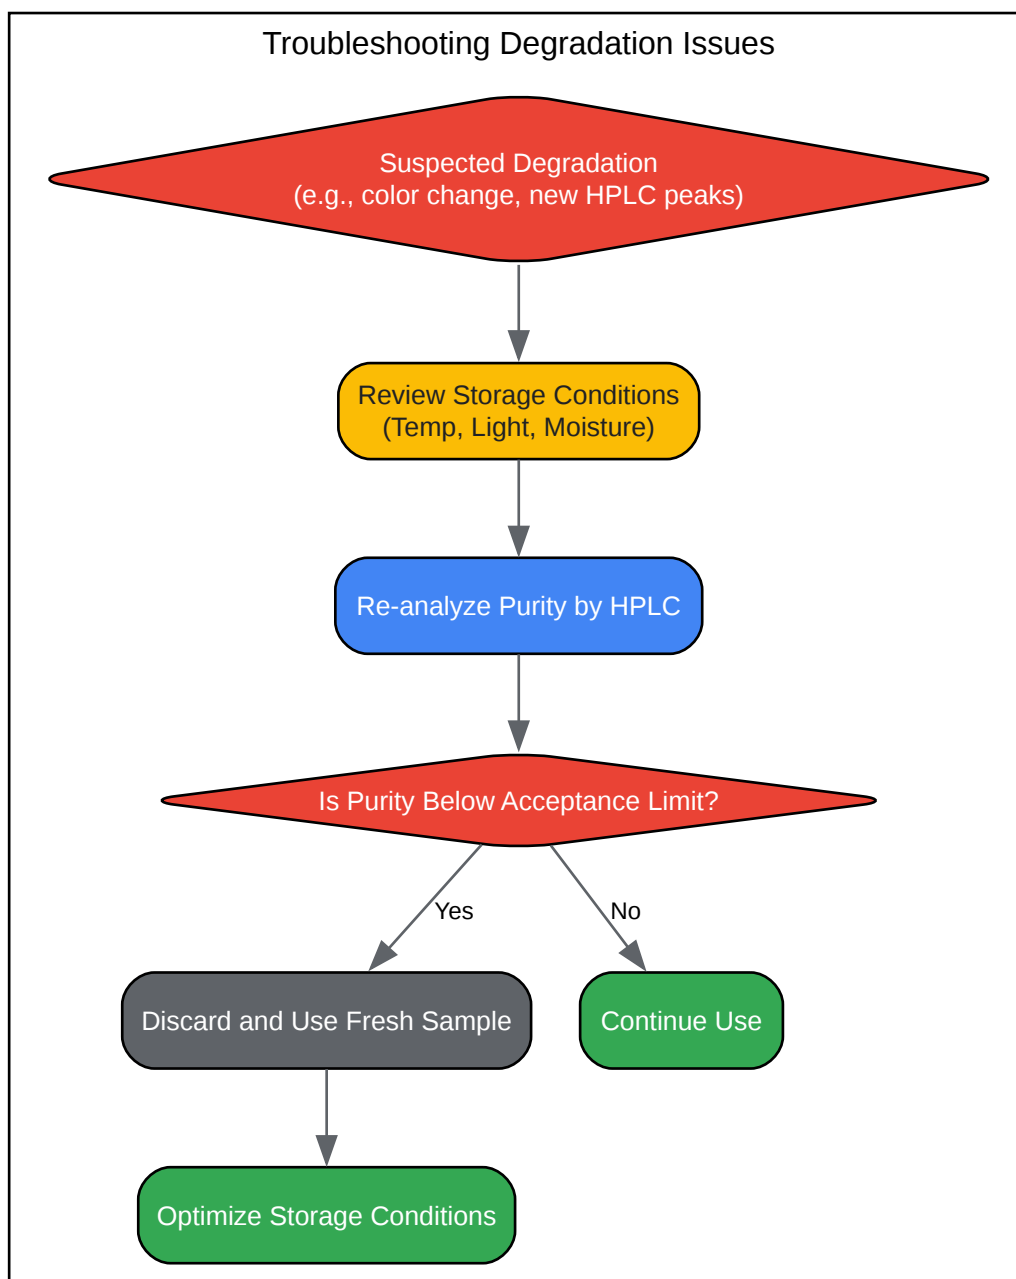 Troubleshooting Degradation Issues
Suspected Degradation
(e.g., color change, new HPLC peaks)
Review Storage Conditions
(Temp, Light, Moisture)
Re-analyze Purity by HPLC
Is Purity Below Acceptance Limit?
Yes
No
Discard and Use Fresh Sample
Continue Use
Optimize Storage Conditions